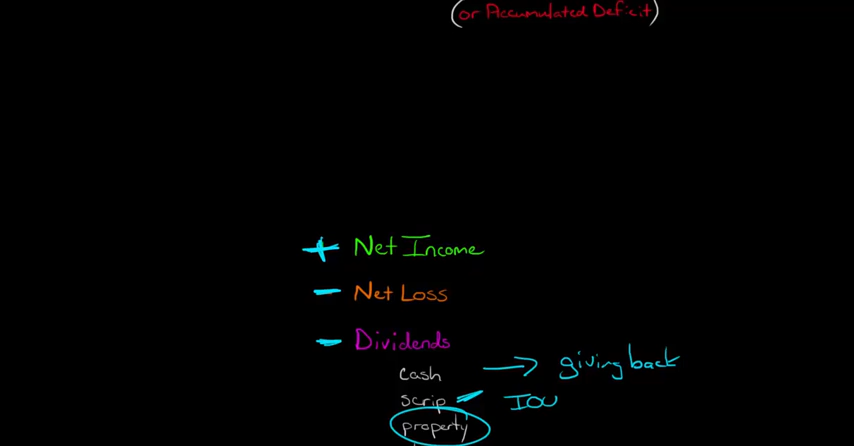 (or Accumulated Deficit)
+ Net Income
- Net Loss
- Dividends
cash → giving back
scrip - IOU
property